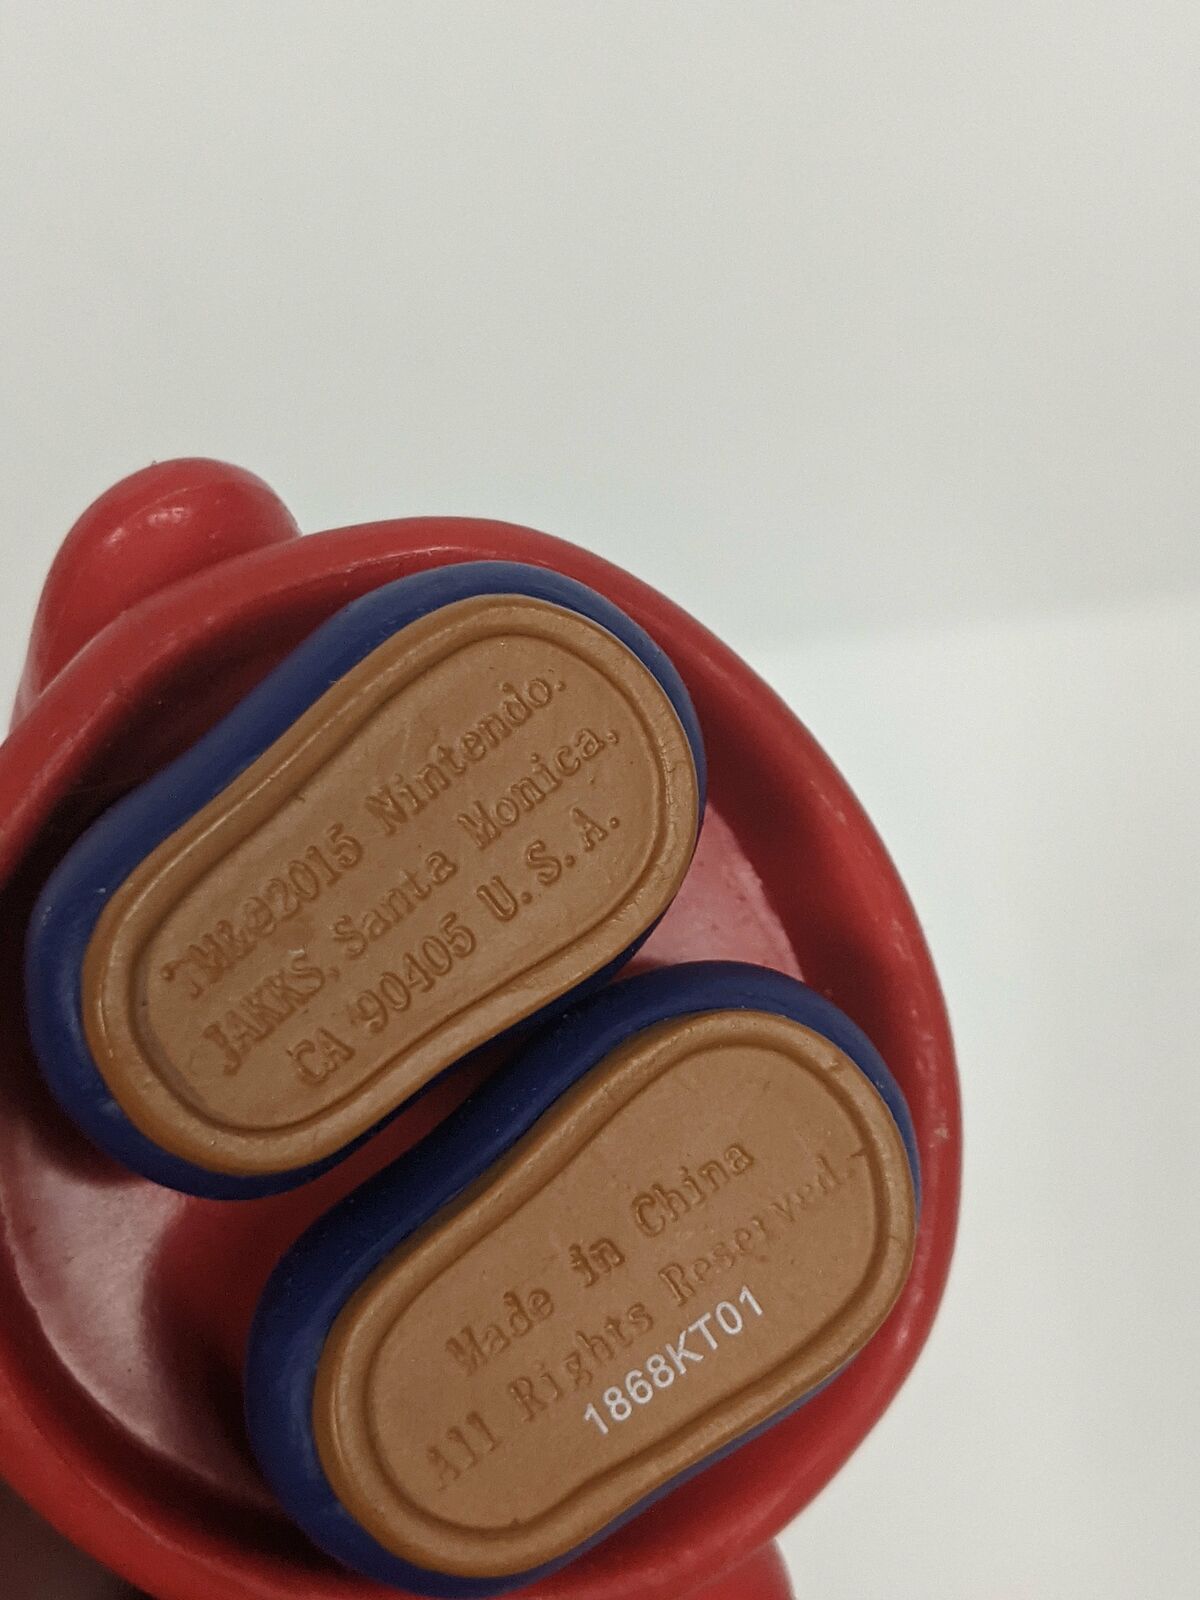 TM&©2015 Nintendo.
JAKKS, Santa Monica,
CA 90405 U.S.A.
Made in China
All Rights Reserved.
1868KT01